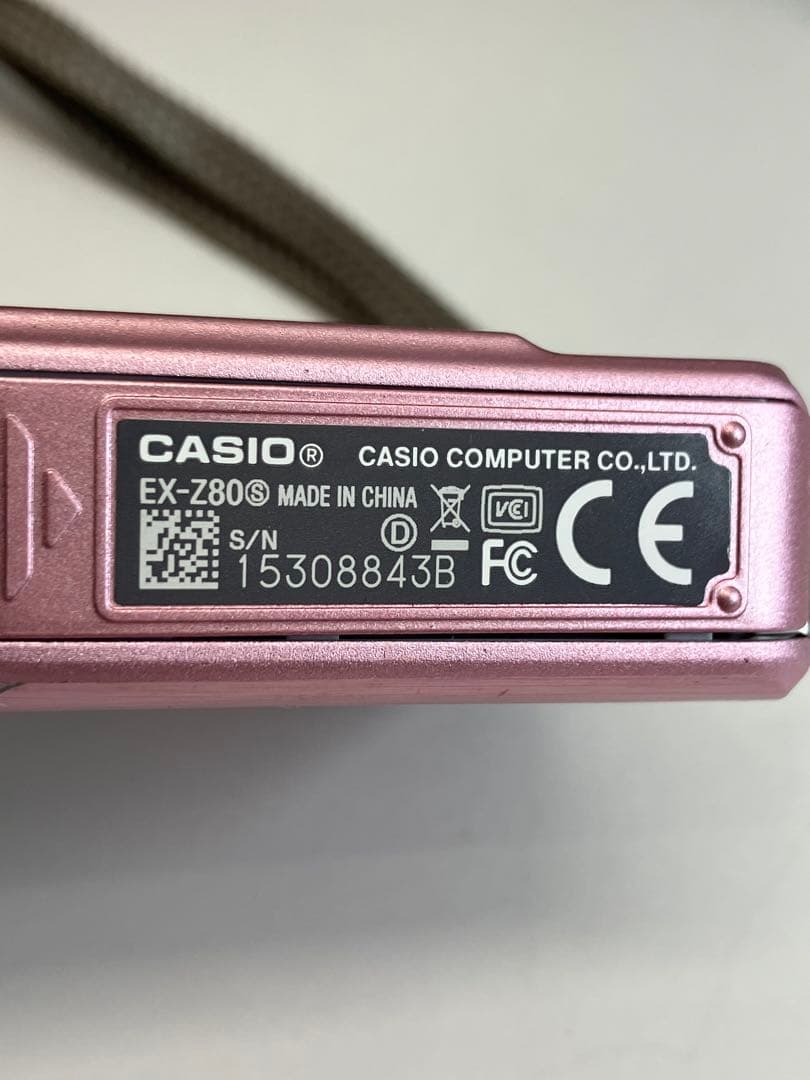 CASIO® CASIO COMPUTER CO.,LTD.
EX-Z80Ⓢ MADE IN CHINA
Ⓓ VCI
S/N
15308843B FC CE